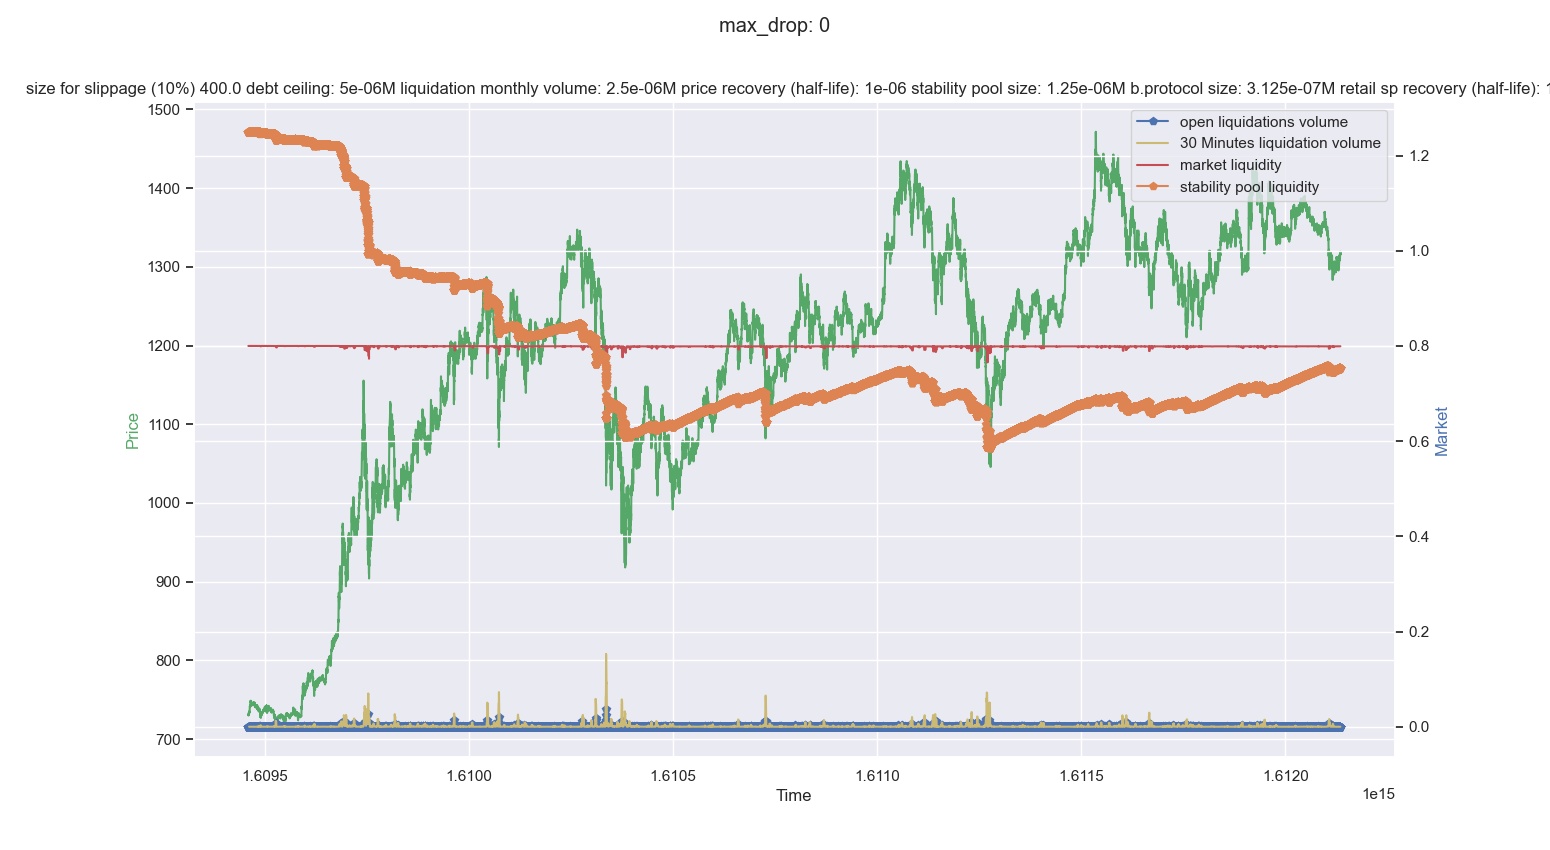 max_drop: 0
size for slippage (10%) 400.0 debt ceiling: 5e-06M liquidation monthly volume: 2.5e-06M price recovery (half-life): 1e-06 stability pool size: 1.25e-06M b.protocol size: 3.125e-07M retail sp recovery (half-life):
open liquidations volume
30 Minutes liquidation volume
market liquidity
stability pool liquidity
1500
1400
1300
1200
1100
1000
900
800
700
Price
1.2
1.0
0.8
0.6
0.4
0.2
0.0
Market
1.6095
1.6100
1.6105
1.6110
1.6115
1.6120
1e15
Time